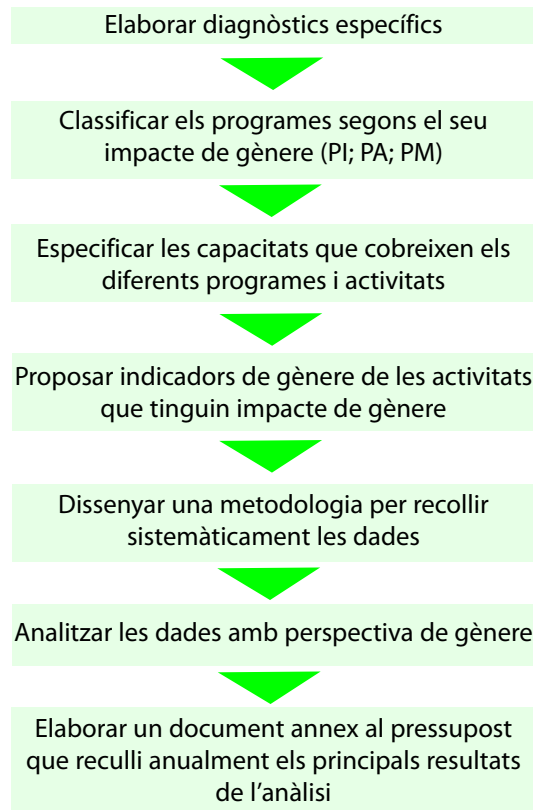 Elaborar diagnòstics específics
Classificar els programes segons el seu
impacte de gènere (PI; PA; PM)
Especificar les capacitats que cobreixen els
diferents programes i activitats
Proposar indicadors de gènere de les activitats
que tinguin impacte de gènere
Dissenyar una metodologia per recollir
sistemàticament les dades
Analitzar les dades amb perspectiva de gènere
Elaborar un document annex al pressupost
que reculli anualment els principals resultats
de l’anàlisi